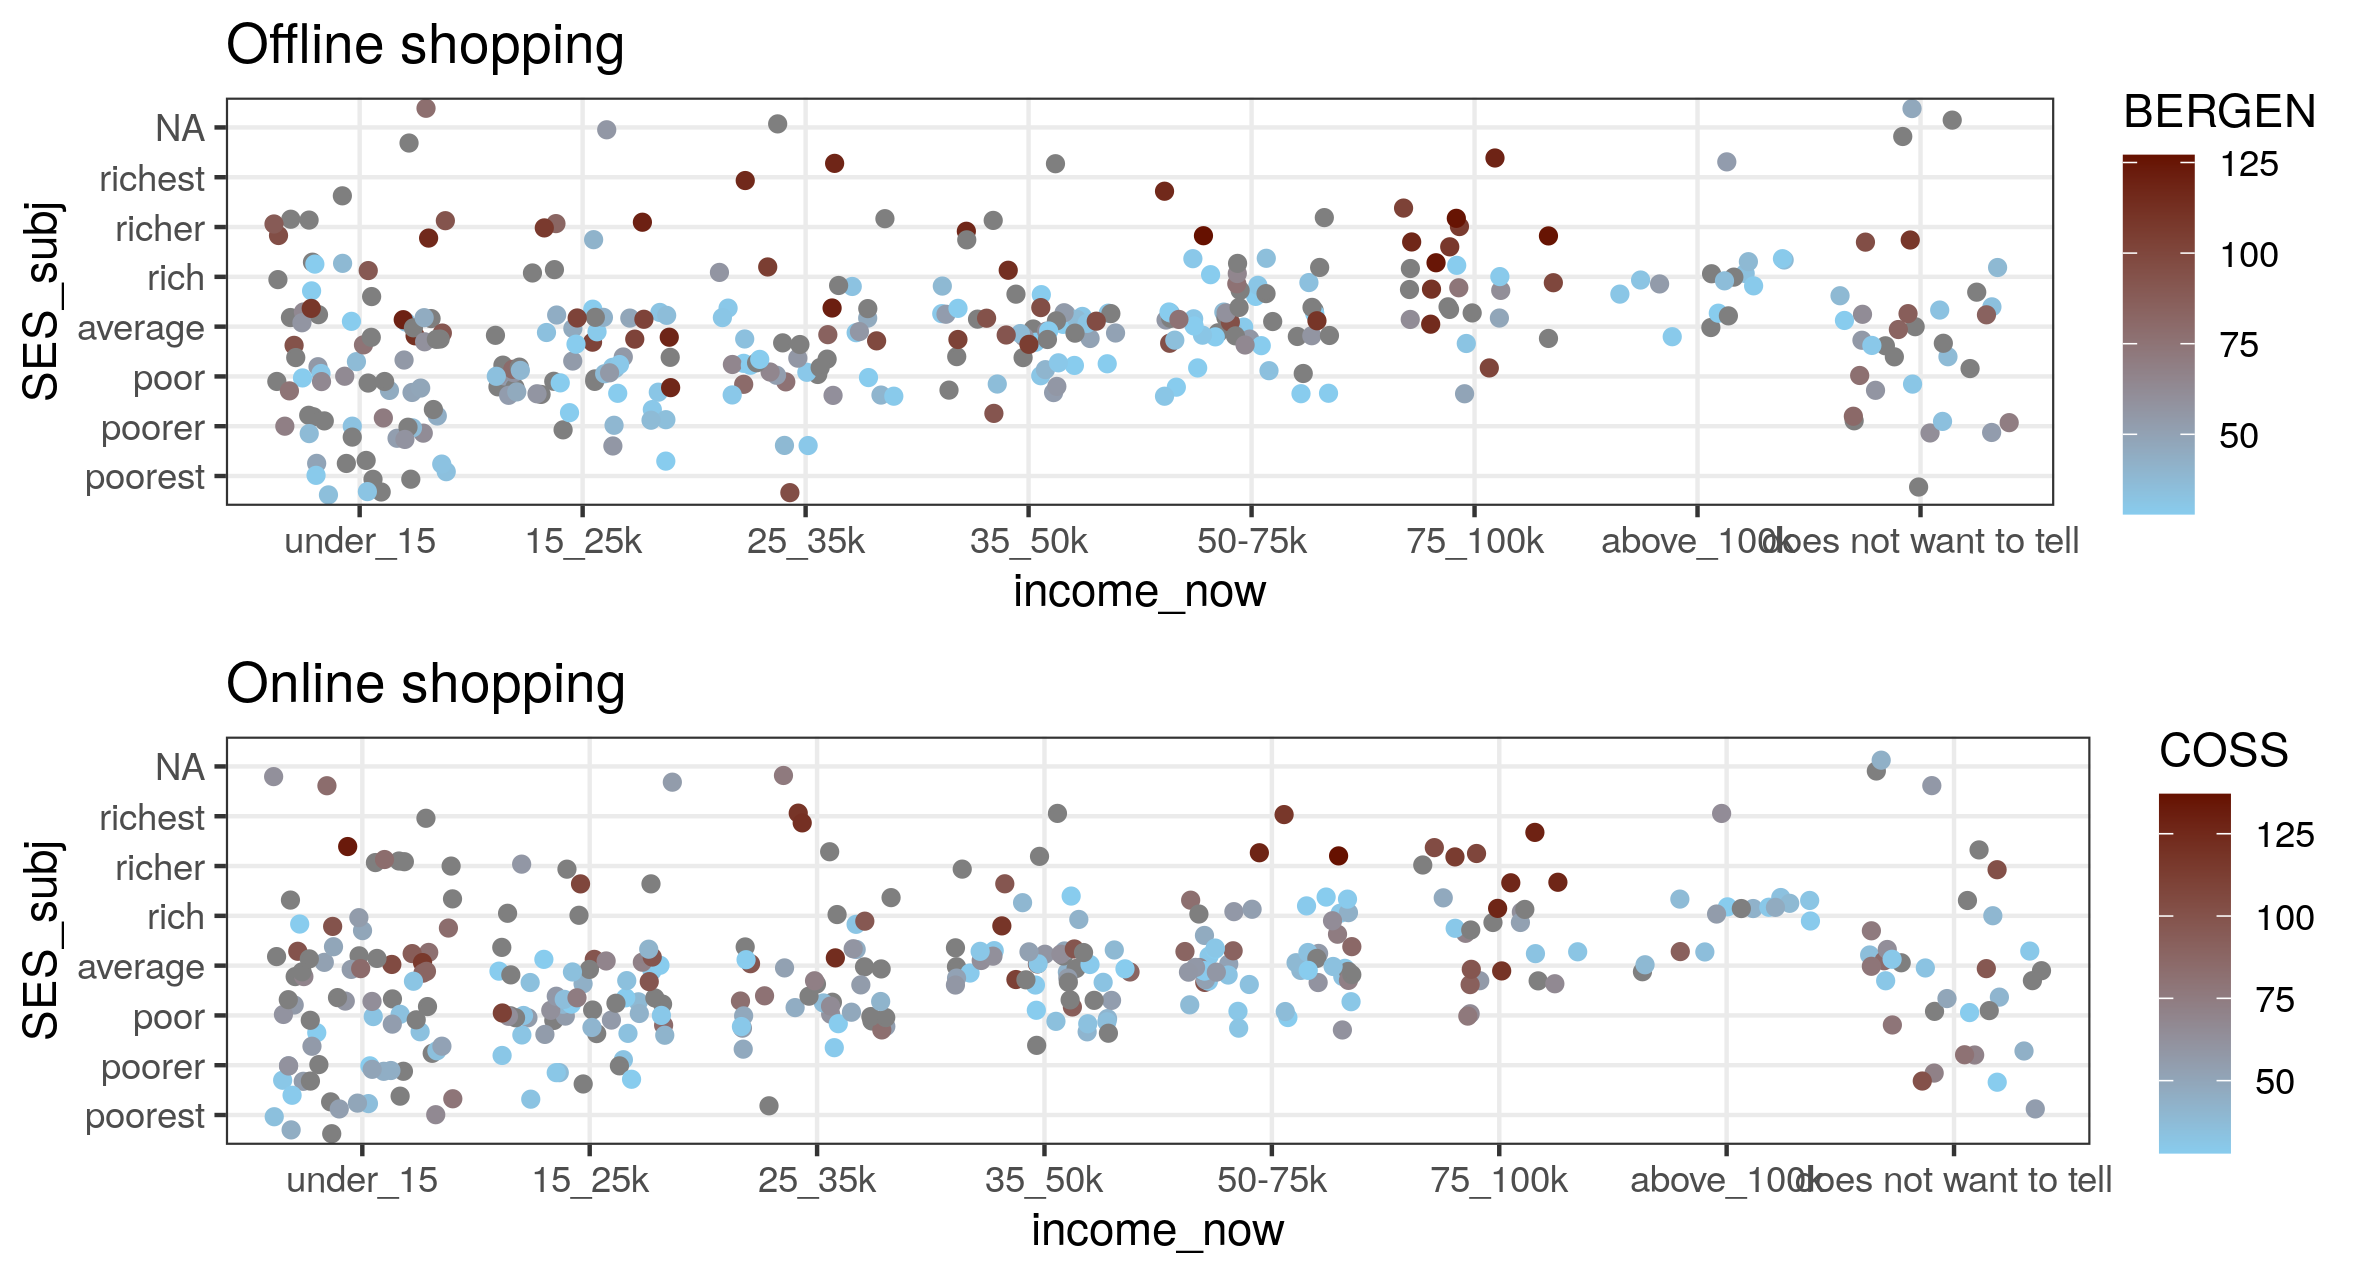 Offline shopping
SES_subj
NA
richest
richer
rich
average
poor
poorer
poorest
under_15
15_25k
25_35k
35_50k
50-75k
75_100k
above_100k
does not want to tell
income_now
BERGEN
125
100
75
50
Online shopping
SES_subj
NA
richest
richer
rich
average
poor
poorer
poorest
under_15
15_25k
25_35k
35_50k
50-75k
75_100k
above_100k
does not want to tell
income_now
COSS
125
100
75
50